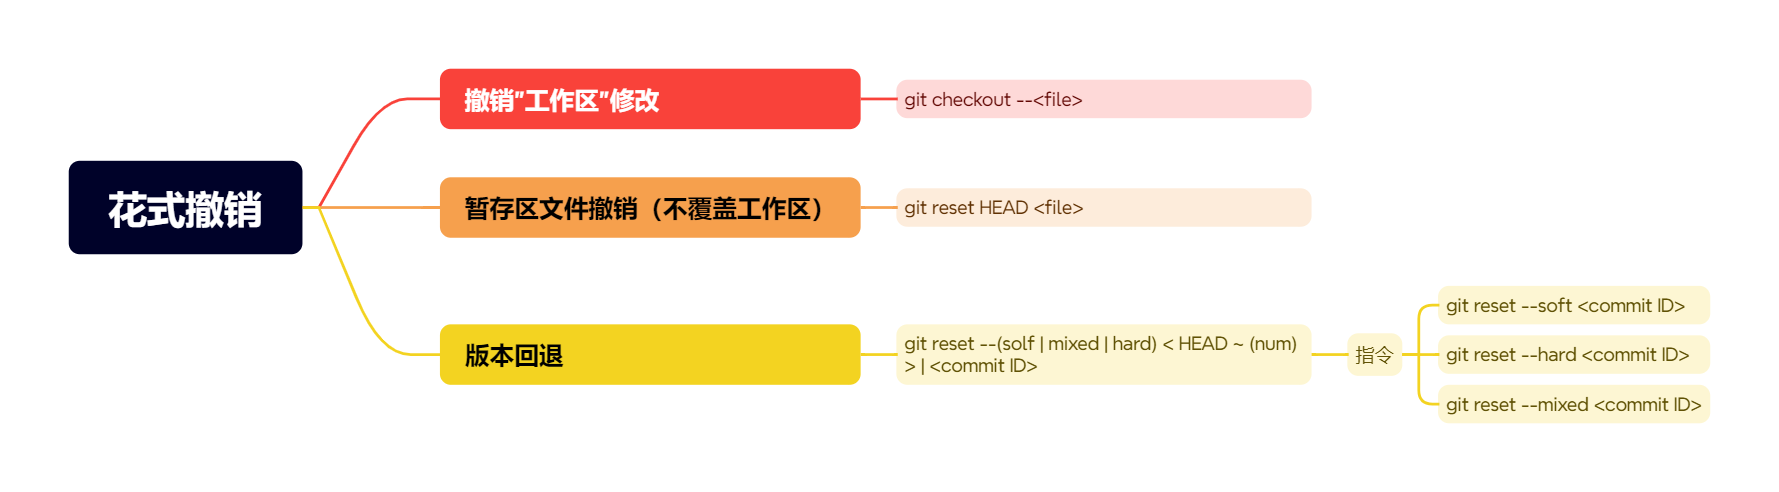 花式撤销
撤销"工作区"修改
git checkout --<file>
暂存区文件撤销（不覆盖工作区）
git reset HEAD <file>
版本回退
git reset --(solf | mixed | hard) < HEAD ~ (num)
> | <commit ID>
指令
git reset --soft <commit ID>
git reset --hard <commit ID>
git reset --mixed <commit ID>